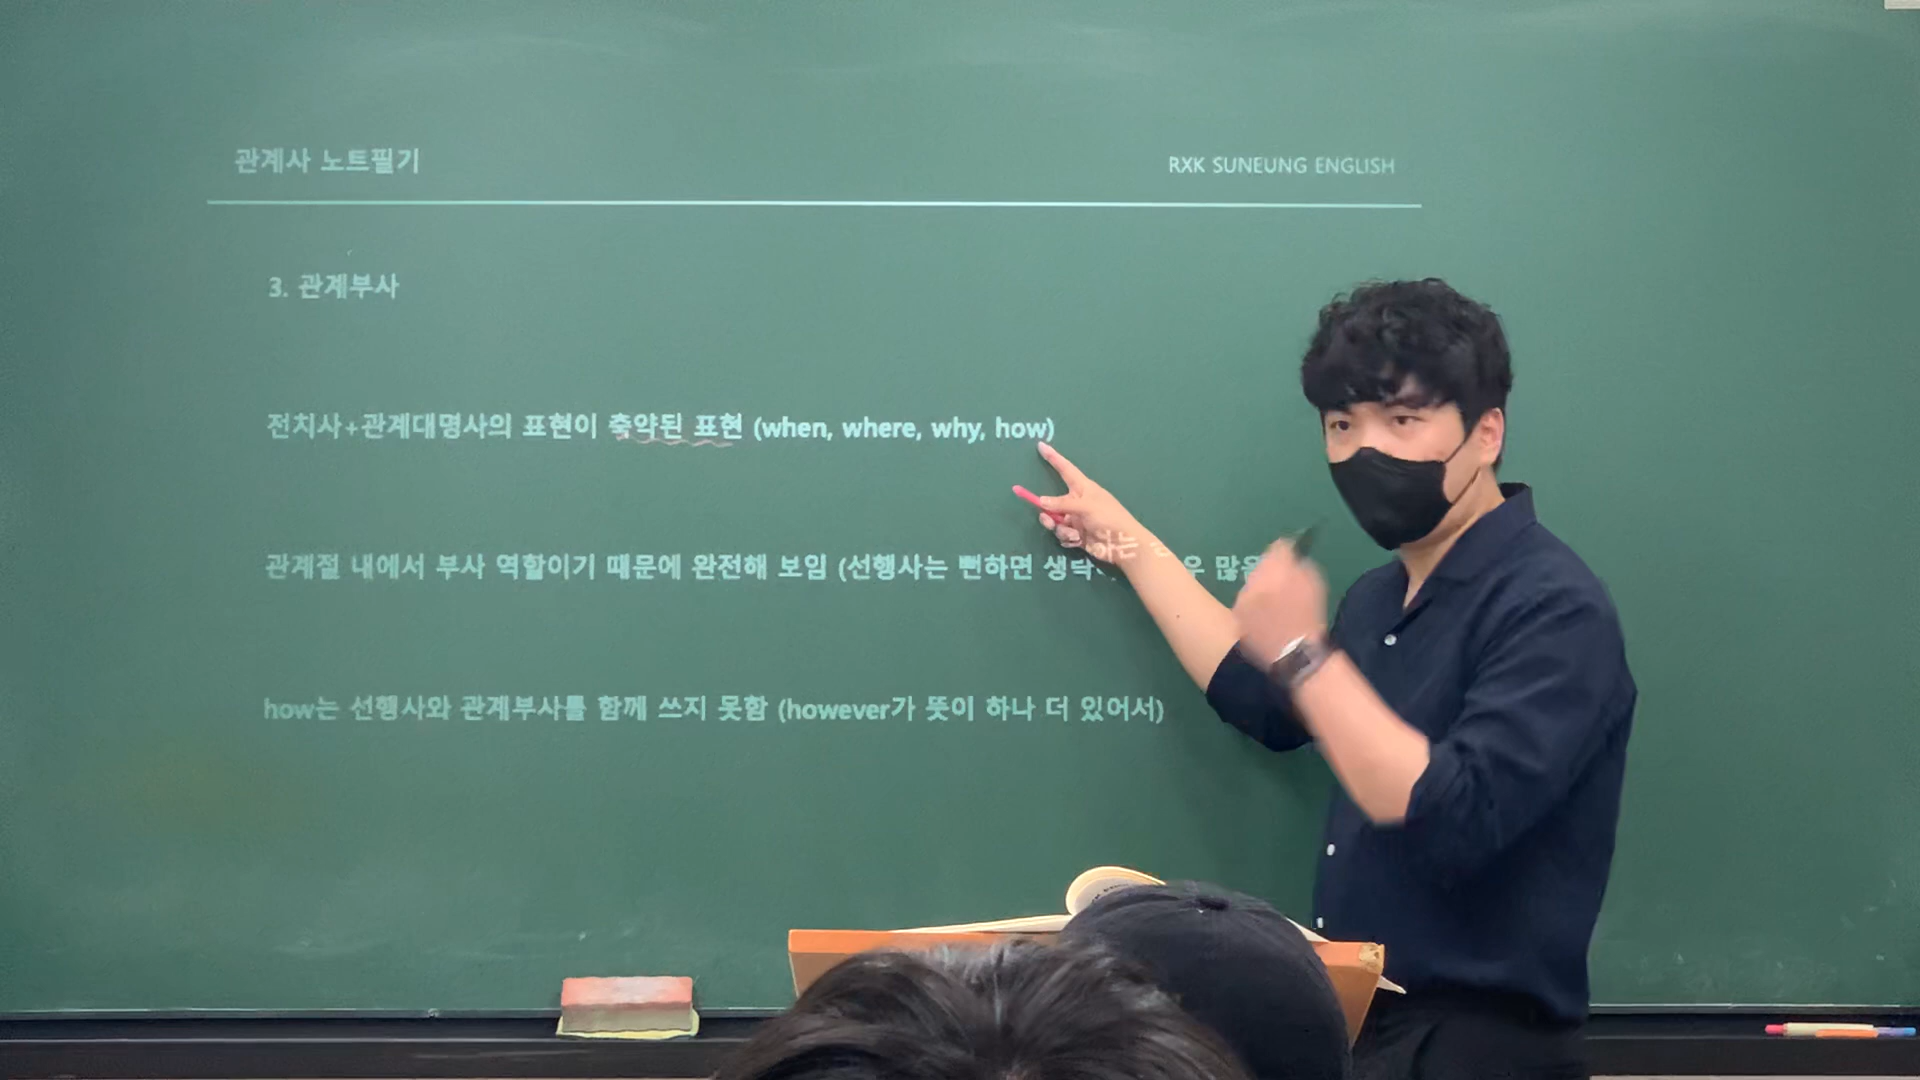 관계사 노트필기
RXK SUNEUNG ENGLISH
3. 관계부사
전치사+관계대명사의 표현이 축약된 표현 (when, where, why, how)
관계절 내에서 부사 역할이기 때문에 완전해 보임 (선행사는 뻔하면
how는 선행사와 관계부사를 함께 쓰지 못함 (however가 뜻이 하나 더 있어서)